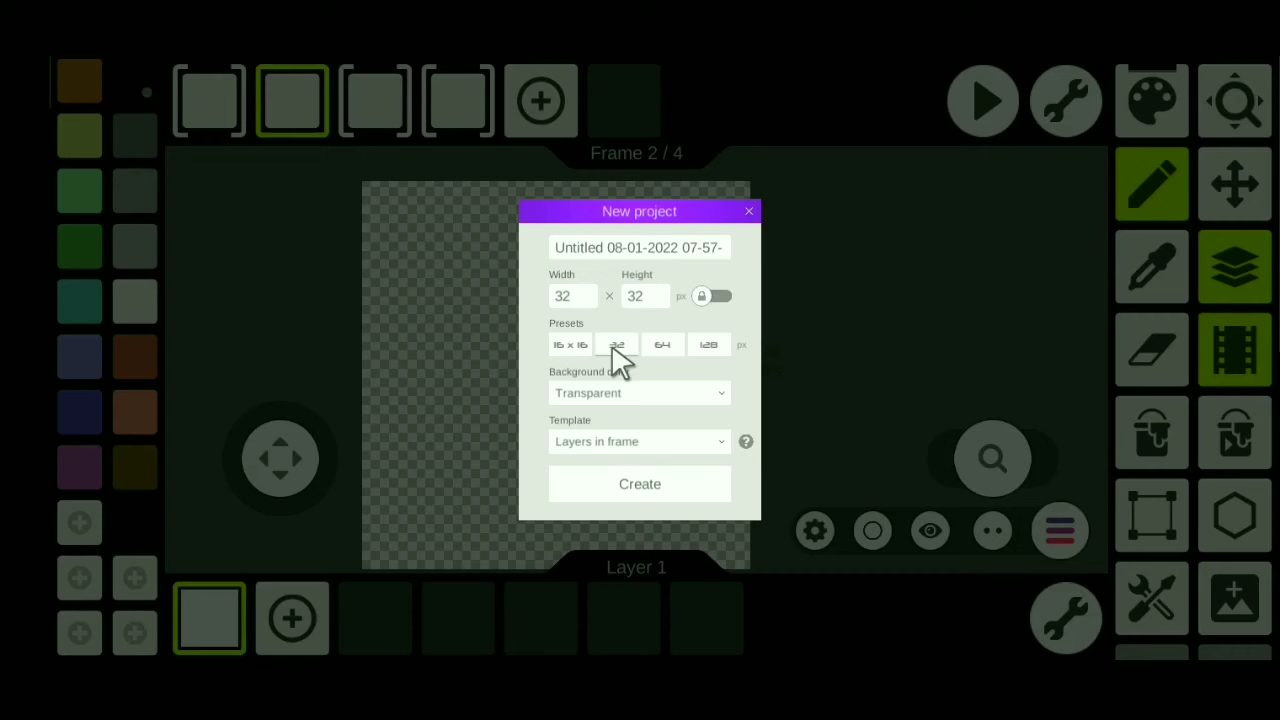 Frame 2 / 4
New project
Untitled 08-01-2022 07-57-
Width Height
32 × 32 px
Presets
16 x 16 32 64 128 px
Background
Transparent
Template
Layers in frame ?
Create
Layer 1